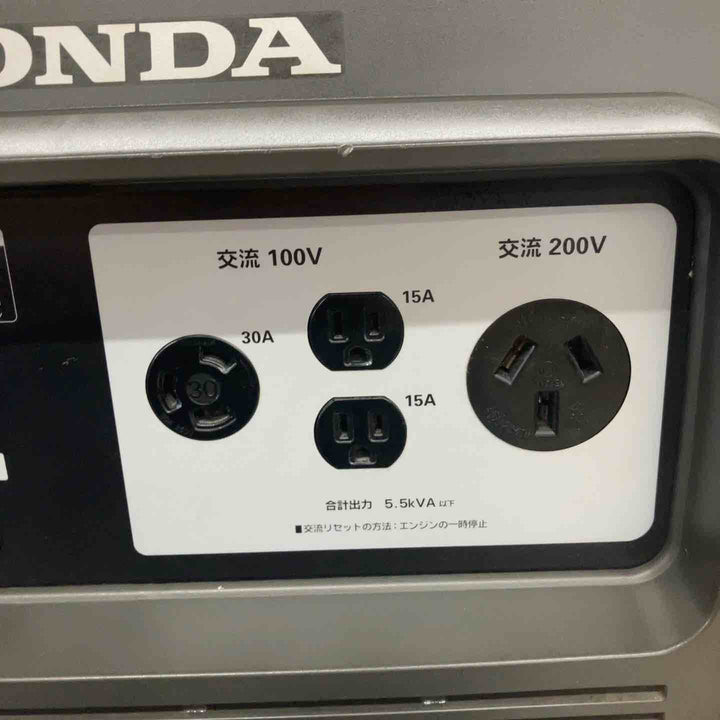 ONDA
交流 100V
交流 200V
30A
15A
30
15A
合計出力 5.5kVA 以下
■交流リセットの方法：エンジンの一時停止